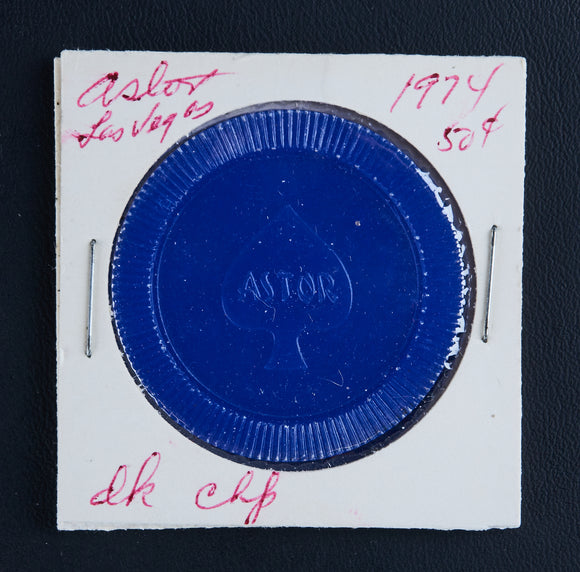 Astor 1974
Las Vegas 50¢
ASTOR
dk chp